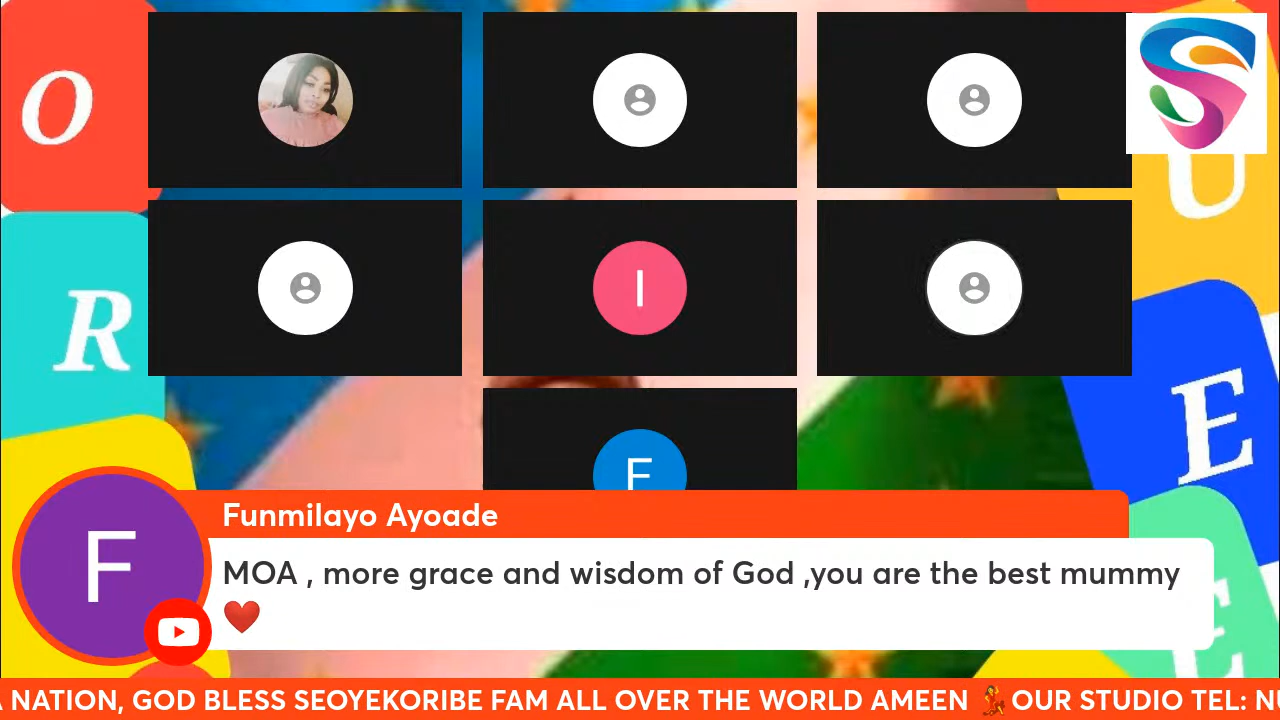 O
R
U
E
E
S
I
F
F
Funmilayo Ayoade
MOA , more grace and wisdom of God ,you are the best mummy
❤️
NATION, GOD BLESS SEOYEKORIBE FAM ALL OVER THE WORLD AMEEN 💃 OUR STUDIO TEL: